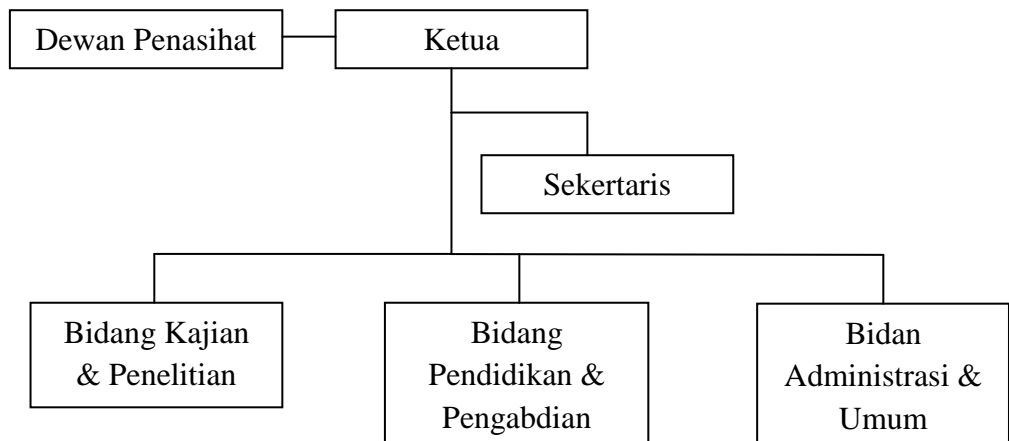 Dewan Penasihat
Ketua
Sekertaris
Bidang Kajian
& Penelitian
Bidang
Pendidikan &
Pengabdian
Bidan
Administrasi &
Umum